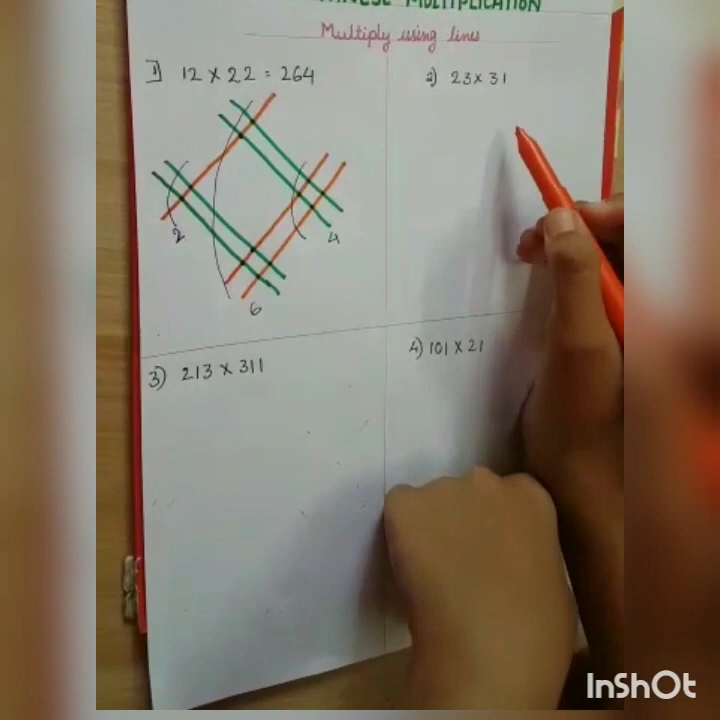 MULTIPLICATION
Multiply using lines
1) 12 × 22 = 264
2
4
6
2) 23 × 31
3) 213 × 311
4) 101 × 21
InShOt